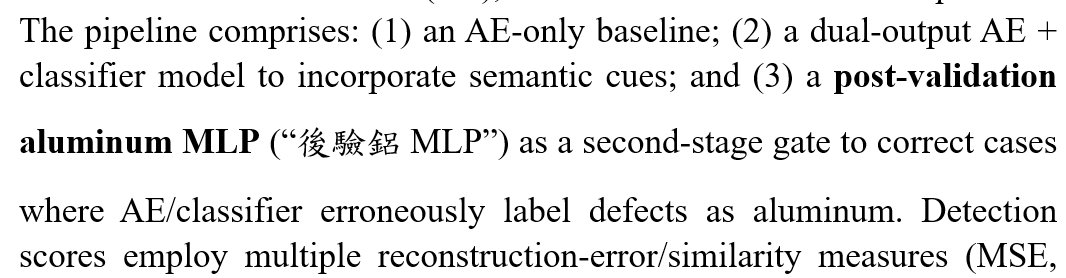 The pipeline comprises: (1) an AE-only baseline; (2) a dual-output AE +
classifier model to incorporate semantic cues; and (3) a post-validation
aluminum MLP (“後驗鋁 MLP”) as a second-stage gate to correct cases
where AE/classifier erroneously label defects as aluminum. Detection
scores employ multiple reconstruction-error/similarity measures (MSE,